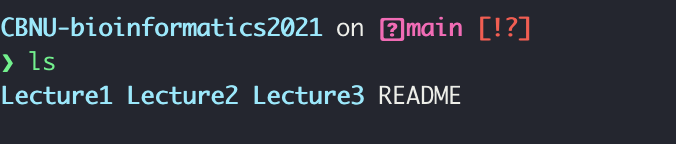 CBNU-bioinformatics2021 on ⍰main [!?]
❯ ls
Lecture1 Lecture2 Lecture3 README